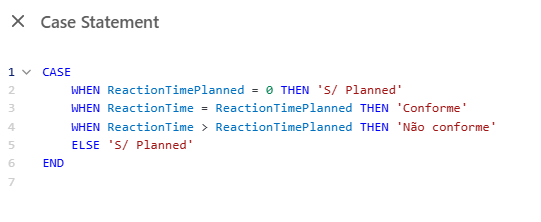 Case Statement
1 CASE
2 WHEN ReactionTimePlanned = 0 THEN 'S/ Planned'
3 WHEN ReactionTime = ReactionTimePlanned THEN 'Conforme'
4 WHEN ReactionTime > ReactionTimePlanned THEN 'Não conforme'
5 ELSE 'S/ Planned'
6 END
7